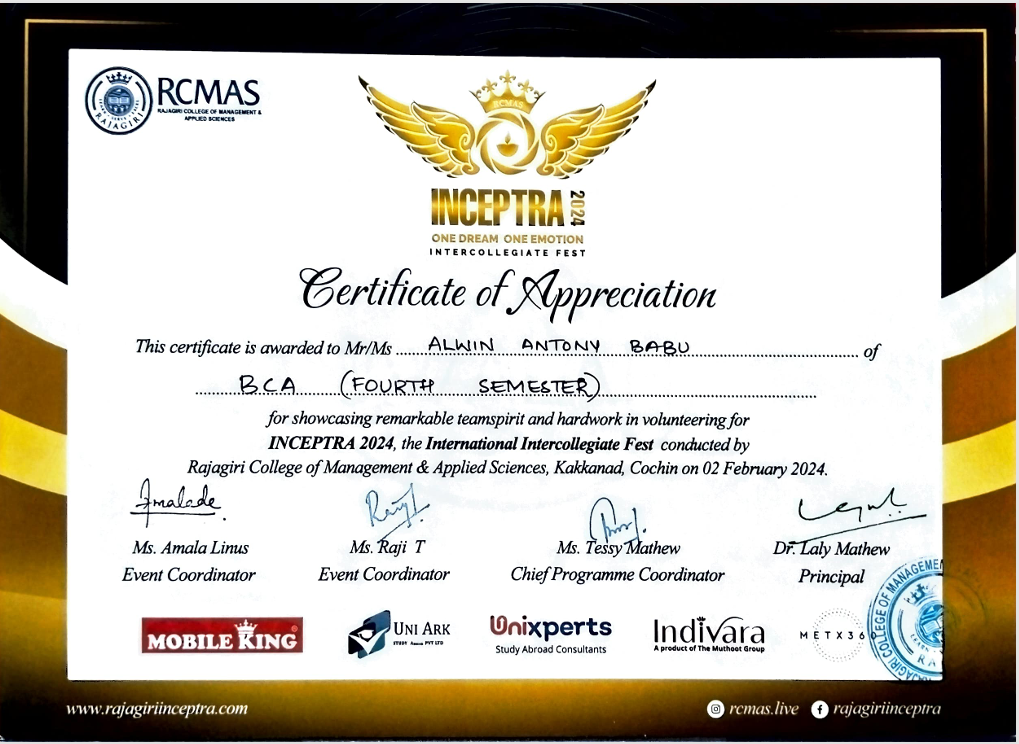 RCMAS
RAJAGIRI COLLEGE OF MANAGEMENT &
APPLIED SCIENCES
RAJAGIRI
RCMAS
INCEPTRA 2024
ONE DREAM ONE EMOTION
INTERCOLLEGIATE FEST
Certificate of Appreciation
This certificate is awarded to Mr/Ms ALWIN ANTONY BABU of
BCA (FOURTH SEMESTER)
for showcasing remarkable teamspirit and hardwork in volunteering for
INCEPTRA 2024, the International Intercollegiate Fest conducted by
Rajagiri College of Management & Applied Sciences, Kakkanad, Cochin on 02 February 2024.
Ms. Amala Linus
Ms. Raji T
Ms. Tessy Mathew
Dr. Laly Mathew
Event Coordinator
Event Coordinator
Chief Programme Coordinator
Principal
MOBILE KING
UNI ARK
Unixperts
Study Abroad Consultants
Indivara
A product of The Muthoot Group
METX36
RAJAGIRI COLLEGE OF MANAGEMEN
www.rajagiriinceptra.com
rcmas.live
rajagiriinceptra